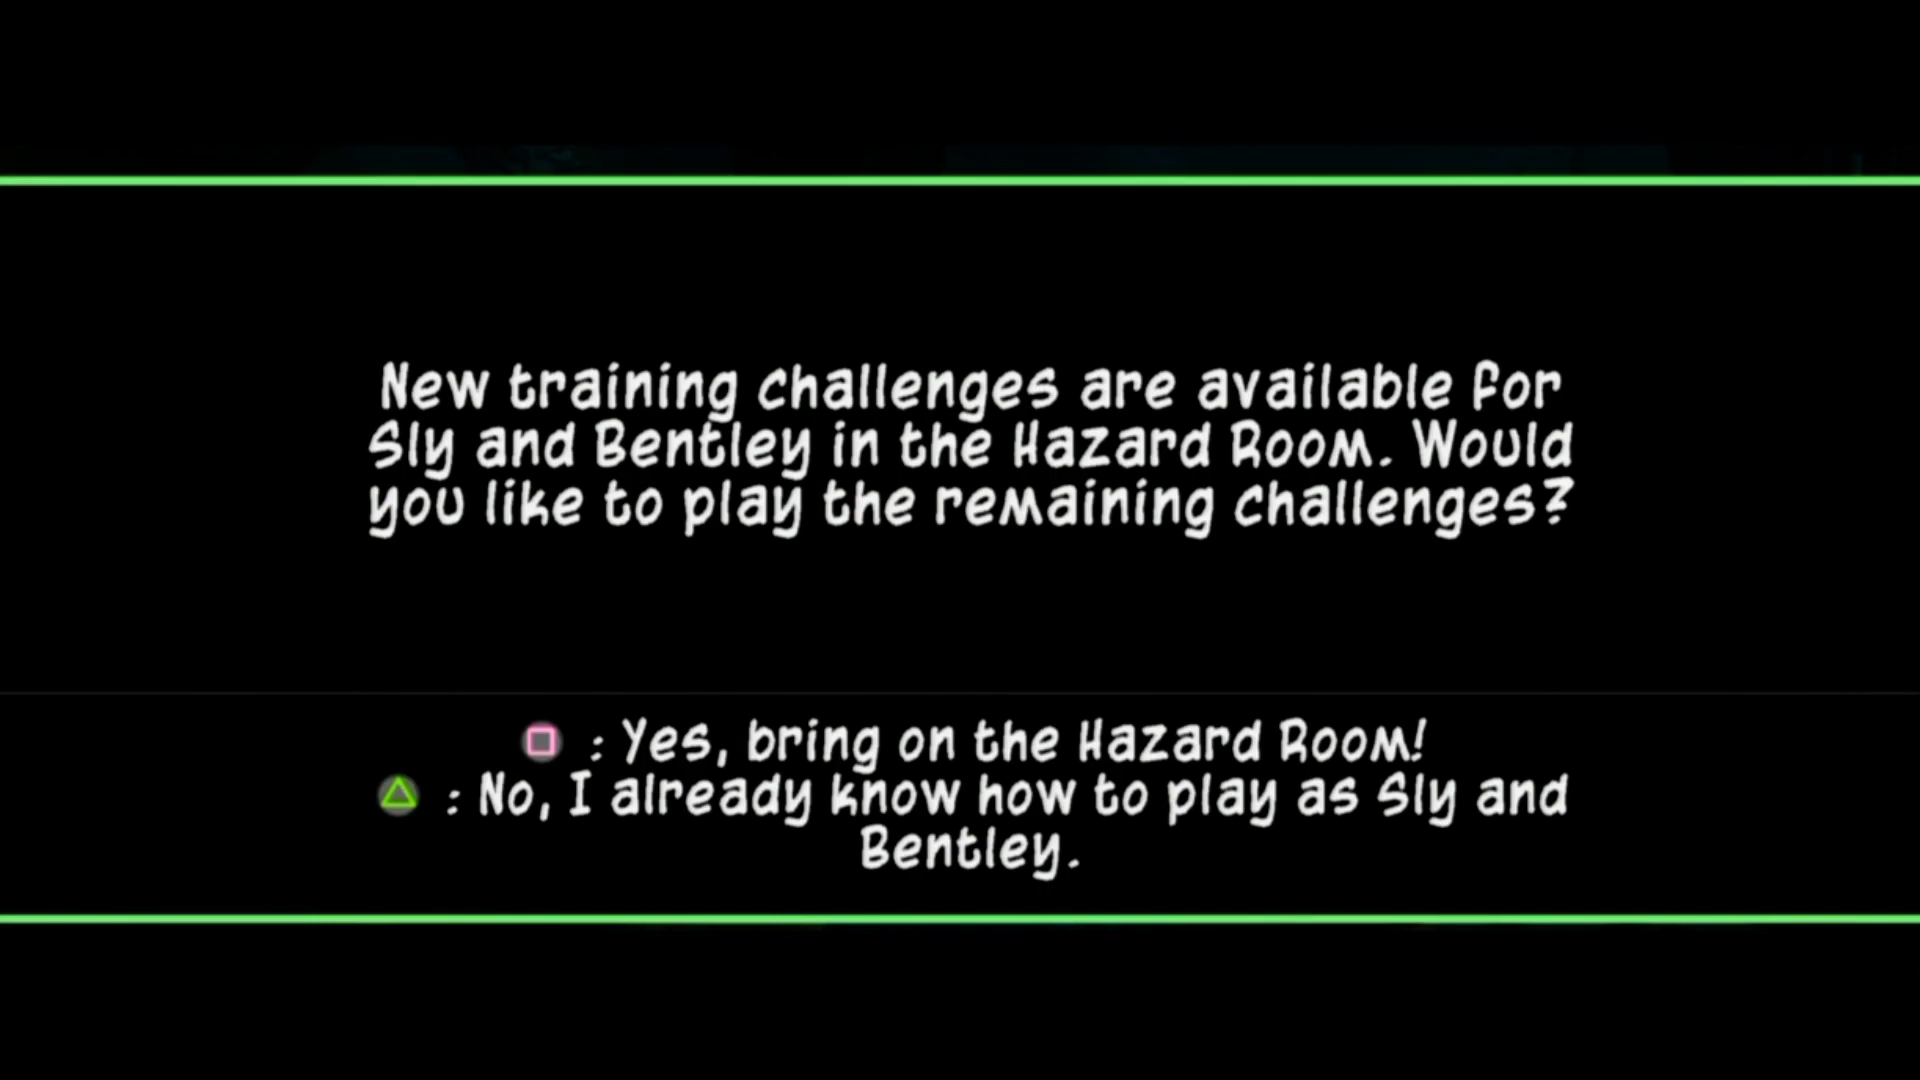 New training challenges are available for
Sly and Bentley in the Hazard Room. Would
you like to play the remaining challenges?
: Yes, bring on the Hazard Room!
: No, I already know how to play as Sly and
Bentley.